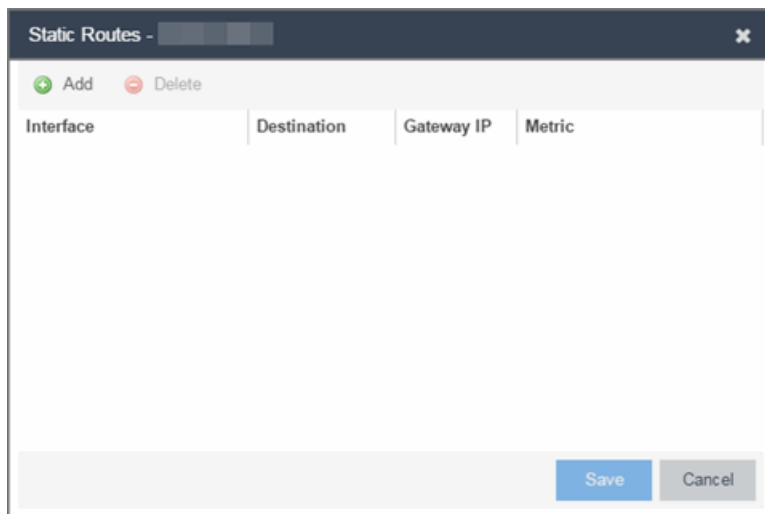 Static Routes -
Add Delete
Interface Destination Gateway IP Metric
Save Cancel